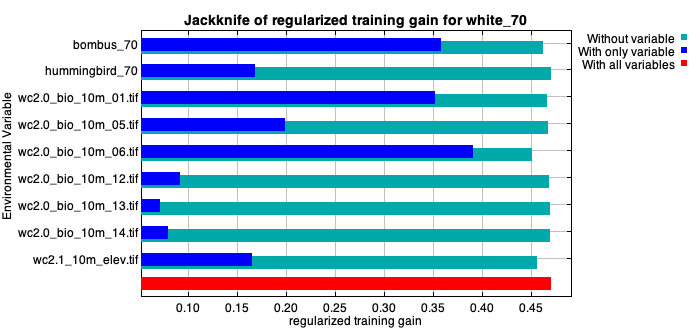 Jackknife of regularized training gain for white_70
Without variable
With only variable
With all variables
Environmental Variable
bombus_70
hummingbird_70
wc2.0_bio_10m_01.tif
wc2.0_bio_10m_05.tif
wc2.0_bio_10m_06.tif
wc2.0_bio_10m_12.tif
wc2.0_bio_10m_13.tif
wc2.0_bio_10m_14.tif
wc2.1_10m_elev.tif
0.10 0.15 0.20 0.25 0.30 0.35 0.40 0.45
regularized training gain